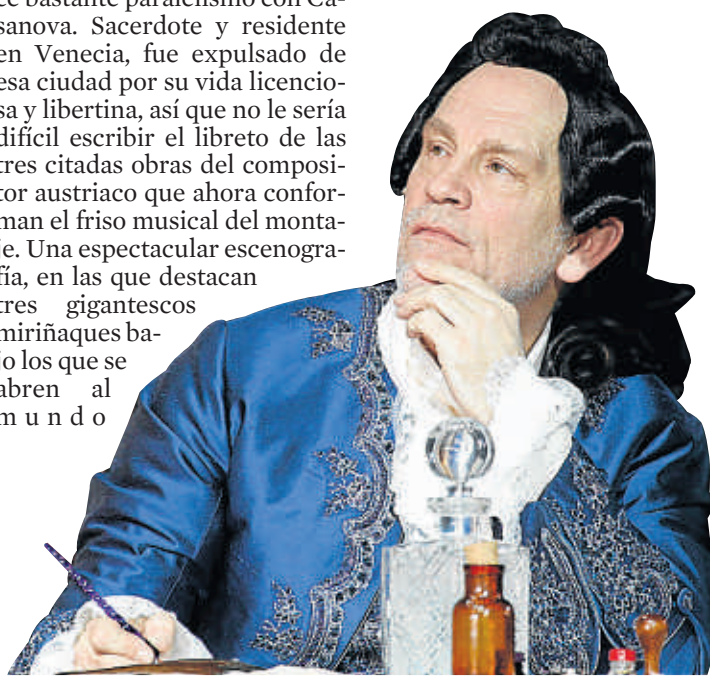 ce bastante paralelismo con Ca-
sanova. Sacerdote y residente
en Venecia, fue expulsado de
esa ciudad por su vida licencio-
sa y libertina, así que no le sería
difícil escribir el libreto de las
tres citadas obras del composi-
tor austriaco que ahora confor-
man el friso musical del monta-
je. Una espectacular escenogra-
fía, en las que destacan
tres gigantescos
miriñaques ba-
jo los que se
abren al
mundo